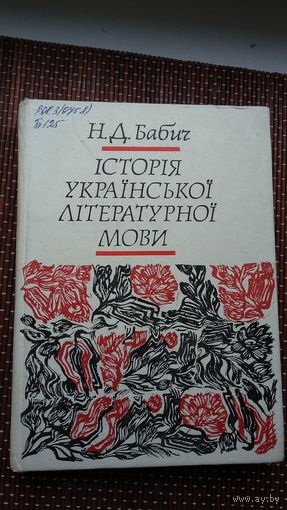 Н.Д. Бабич
ІСТОРІЯ
УКРАЇНСЬКОЇ
ЛІТЕРАТУРНОЇ
МОВИ
www.ay.by